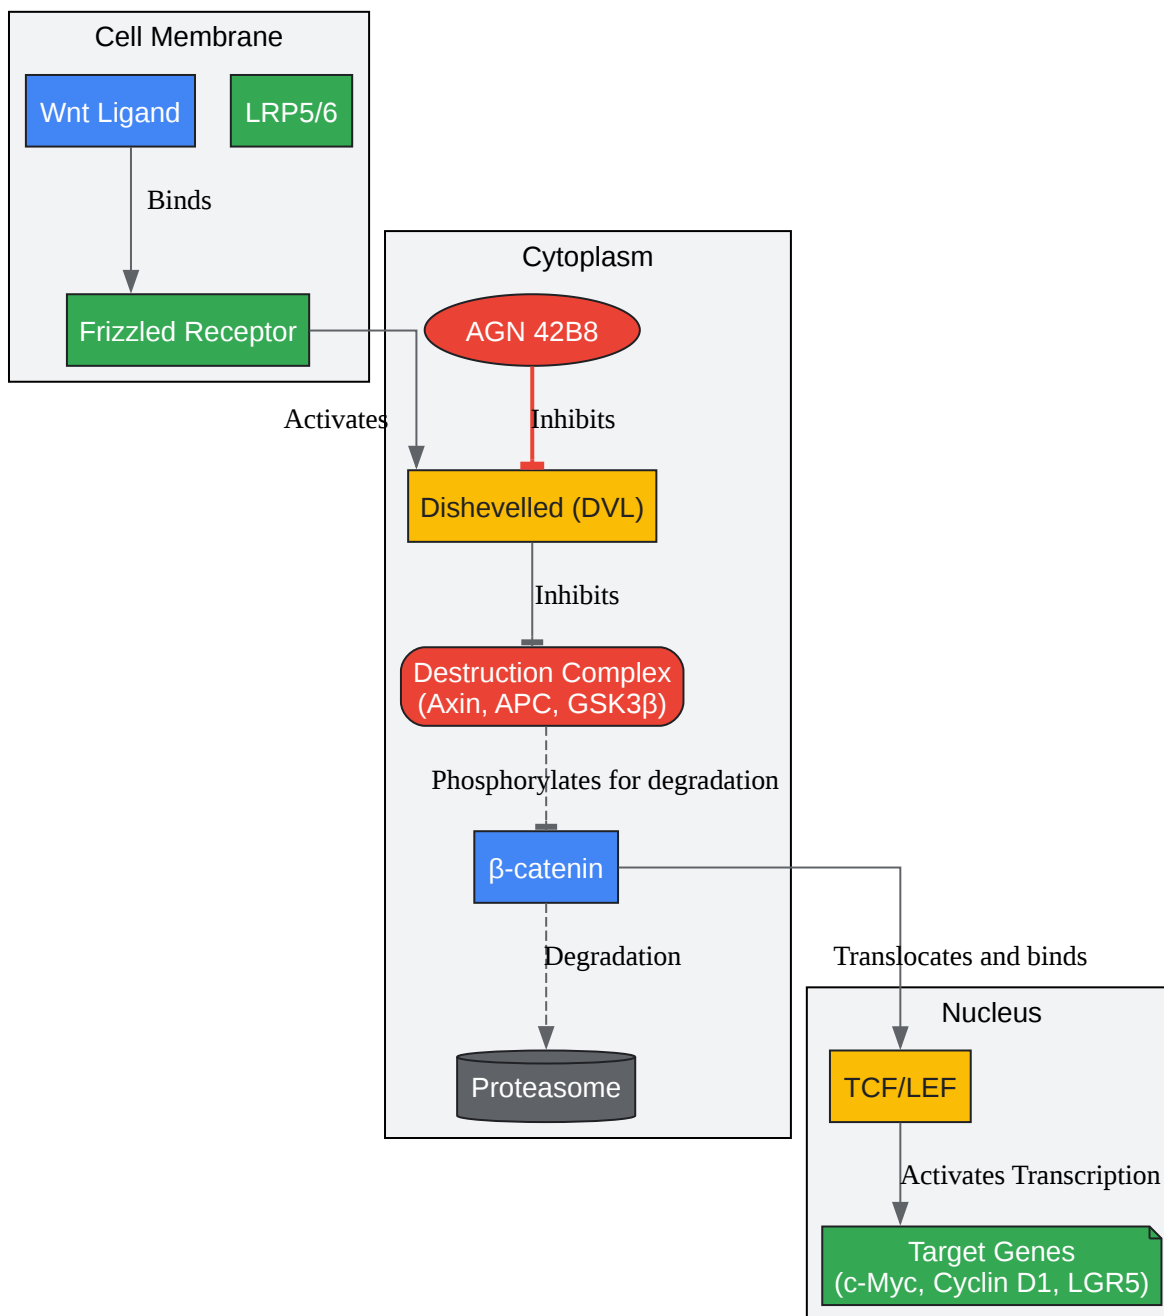 Cell Membrane
Wnt Ligand
LRP5/6
Binds
Frizzled Receptor
Cytoplasm
AGN 42B8
Activates
Inhibits
Dishevelled (DVL)
Inhibits
Destruction Complex
(Axin, APC, GSK3β)
Phosphorylates for degradation
β-catenin
Degradation
Translocates and binds
Proteasome
Nucleus
TCF/LEF
Activates Transcription
Target Genes
(c-Myc, Cyclin D1, LGR5)